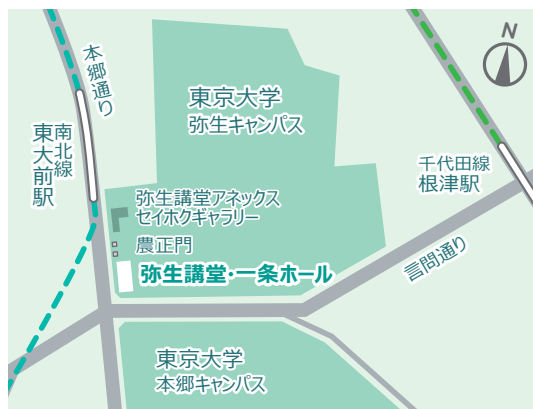 N
本郷通り
東京大学
弥生キャンパス
南北線
東大前駅
千代田線
根津駅
弥生講堂アネックス
セイホクギャラリー
農正門
弥生講堂・一条ホール
言問通り
東京大学
本郷キャンパス